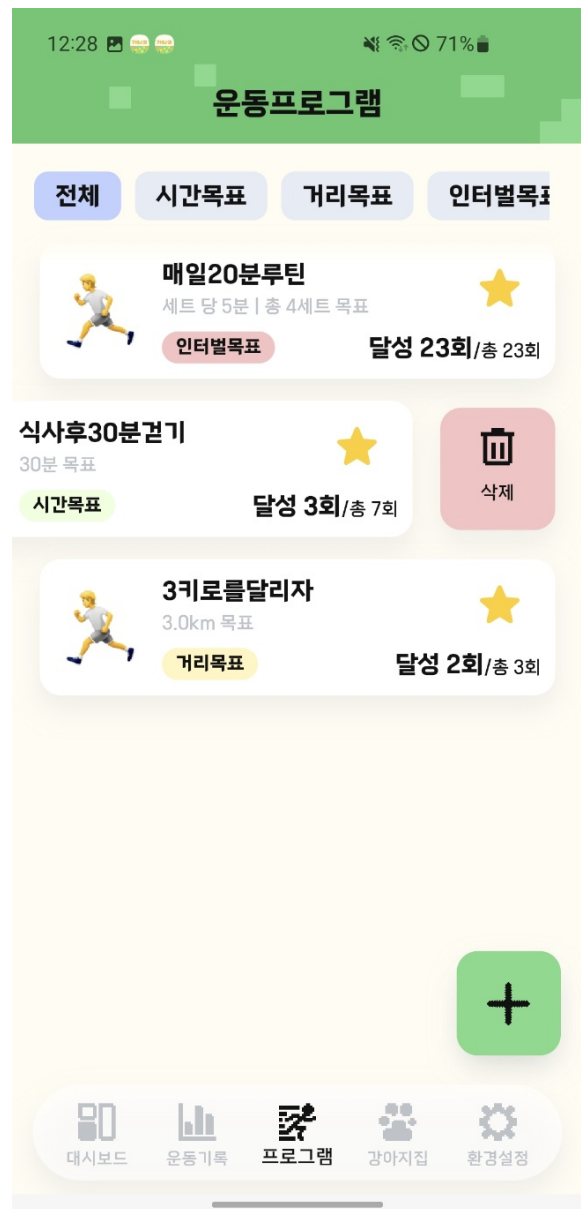 12:28 71%
운동프로그램
전체 시간목표 거리목표 인터벌목표
매일20분루틴
세트 당 5분 | 총 4세트 목표
인터벌목표 달성 23회/총 23회
식사후30분걷기
30분 목표
시간목표 달성 3회/총 7회
삭제
3키로를달리자
3.0km 목표
거리목표 달성 2회/총 3회
대시보드 운동기록 프로그램 강아지집 환경설정